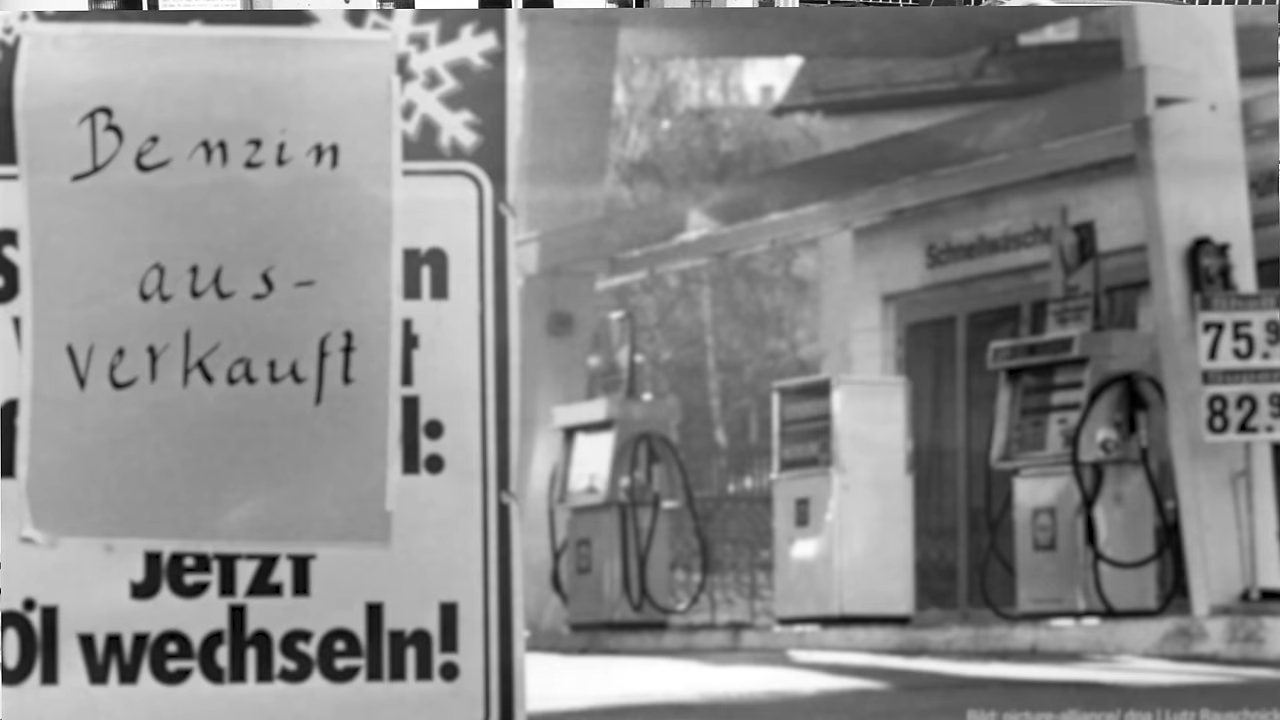 Benzin
aus-
verkauft
n
t
l:
Jetzt
Öl wechseln!
Schnellwäsche
75.9
82.9